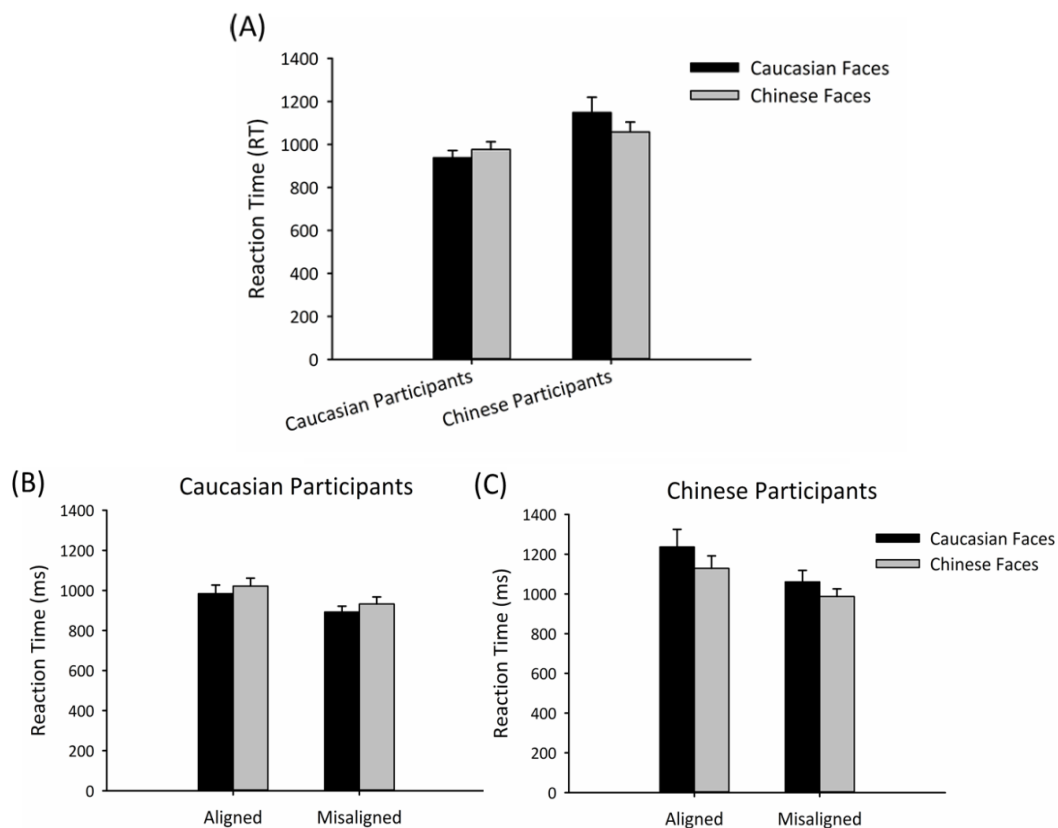 (A)
1400
1200
1000
800
600
400
200
0
Reaction Time (RT)
Caucasian Faces
Chinese Faces
Caucasian Participants
Chinese Participants
(B)
Caucasian Participants
1400
1200
1000
800
600
400
200
0
Reaction Time (ms)
Aligned
Misaligned
(C)
Chinese Participants
1400
1200
1000
800
600
400
200
0
Reaction Time (ms)
Caucasian Faces
Chinese Faces
Aligned
Misaligned